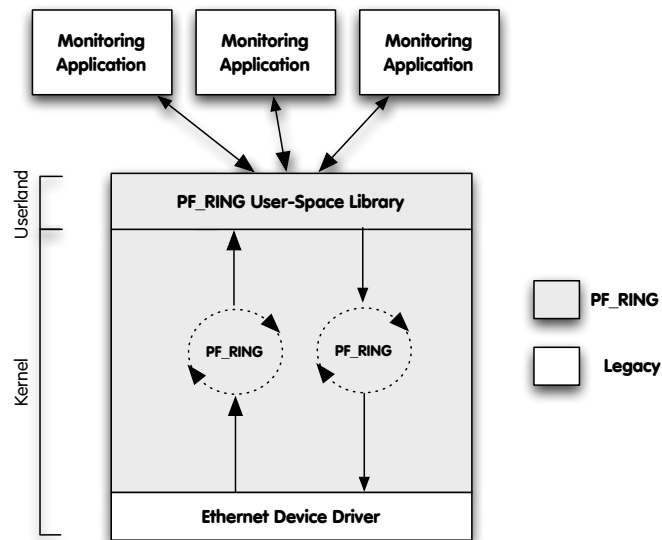 Monitoring
Application
Monitoring
Application
Monitoring
Application
Userland
PF_RING User-Space Library
Kernel
PF_RING
PF_RING
PF_RING
Legacy
Ethernet Device Driver